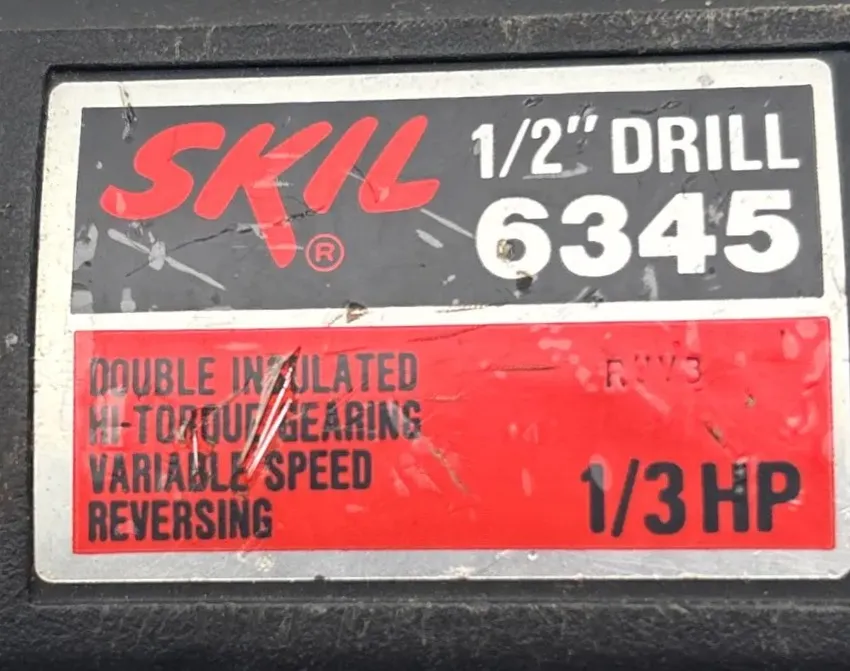 SKIL®
1/2" DRILL
6345
DOUBLE INSULATED
HI-TORQUE GEARING
VARIABLE SPEED
REVERSING
1/3 HP